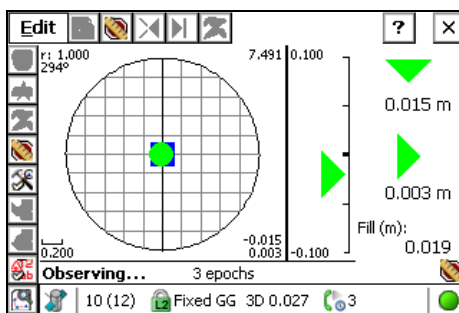 Edit ? ×
r: 1.000 7.491 0.100
294°
0.015 m
0.003 m
Fill (m):
-0.015
0.019
0.200 0.003 -0.100
Observing... 3 epochs
10 (12) L2 Fixed GG 3D 0.027 3